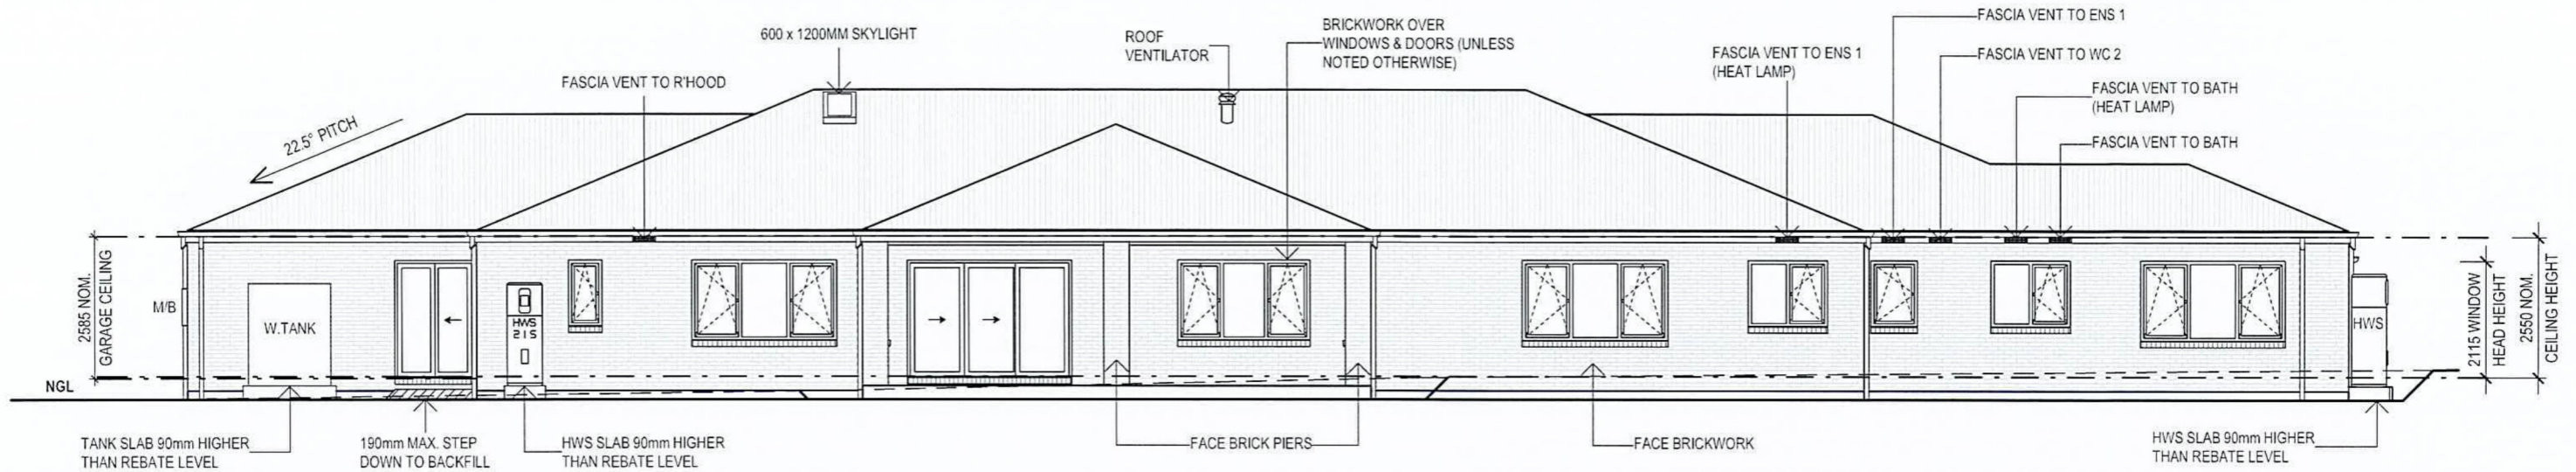 600 x 1200MM SKYLIGHT
ROOF
VENTILATOR
BRICKWORK OVER
WINDOWS & DOORS (UNLESS
NOTED OTHERWISE)
FASCIA VENT TO ENS 1
FASCIA VENT TO ENS 1
(HEAT LAMP)
FASCIA VENT TO WC 2
FASCIA VENT TO R'HOOD
FASCIA VENT TO BATH
(HEAT LAMP)
FASCIA VENT TO BATH
22.5° PITCH
2585 NOM.
GARAGE CEILING
M/B
W.TANK
HWS
215
HWS
2115 WINDOW
HEAD HEIGHT
2550 NOM.
CEILING HEIGHT
NGL
TANK SLAB 90mm HIGHER
THAN REBATE LEVEL
190mm MAX. STEP
DOWN TO BACKFILL
HWS SLAB 90mm HIGHER
THAN REBATE LEVEL
FACE BRICK PIERS
FACE BRICKWORK
HWS SLAB 90mm HIGHER
THAN REBATE LEVEL